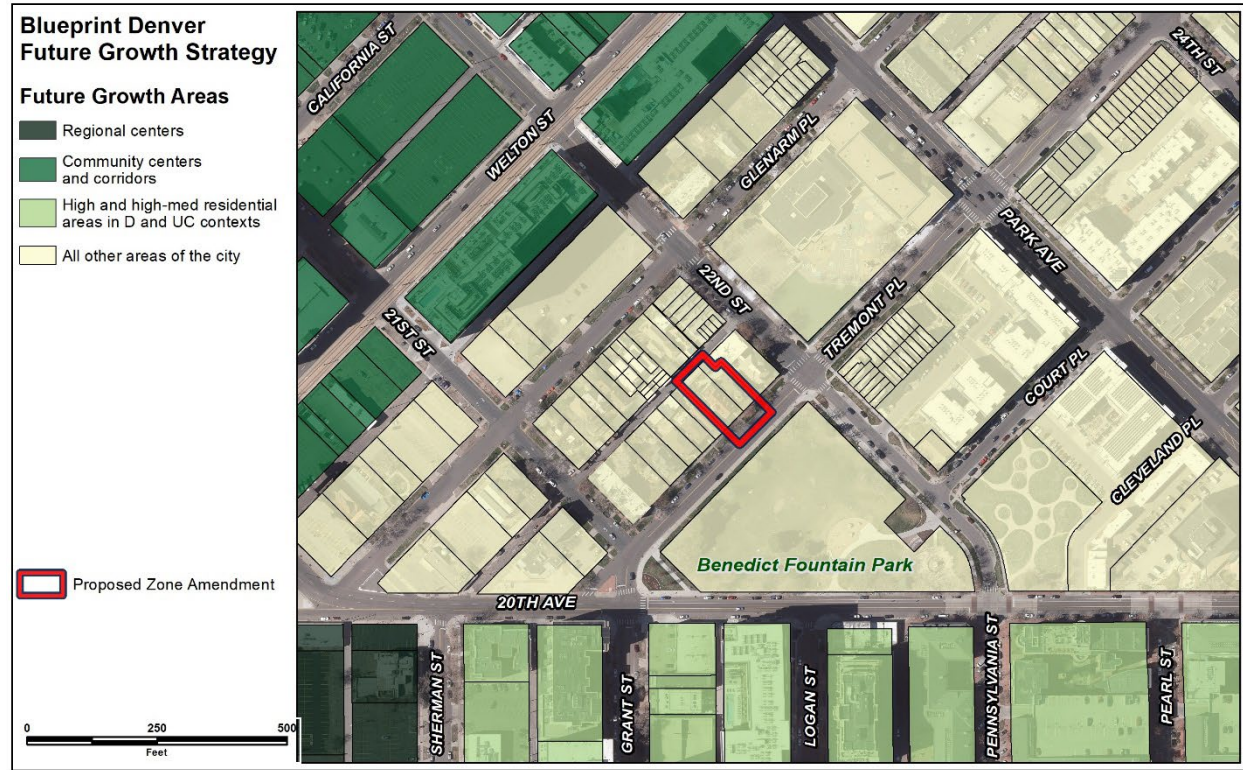 Blueprint Denver
Future Growth Strategy
Future Growth Areas
Regional centers
Community centers
and corridors
High and high-med residential
areas in D and UC contexts
All other areas of the city
Proposed Zone Amendment
0 250 500
Feet
CALIFORNIA ST
WELTON ST
24TH ST
GLENARM PL
PARK AVE
22ND ST
TREMONT PL
21ST ST
COURT PL
CLEVELAND PL
Benedict Fountain Park
20TH AVE
SHERMAN ST
GRANT ST
LOGAN ST
PENNSYLVANIA ST
PEARL ST